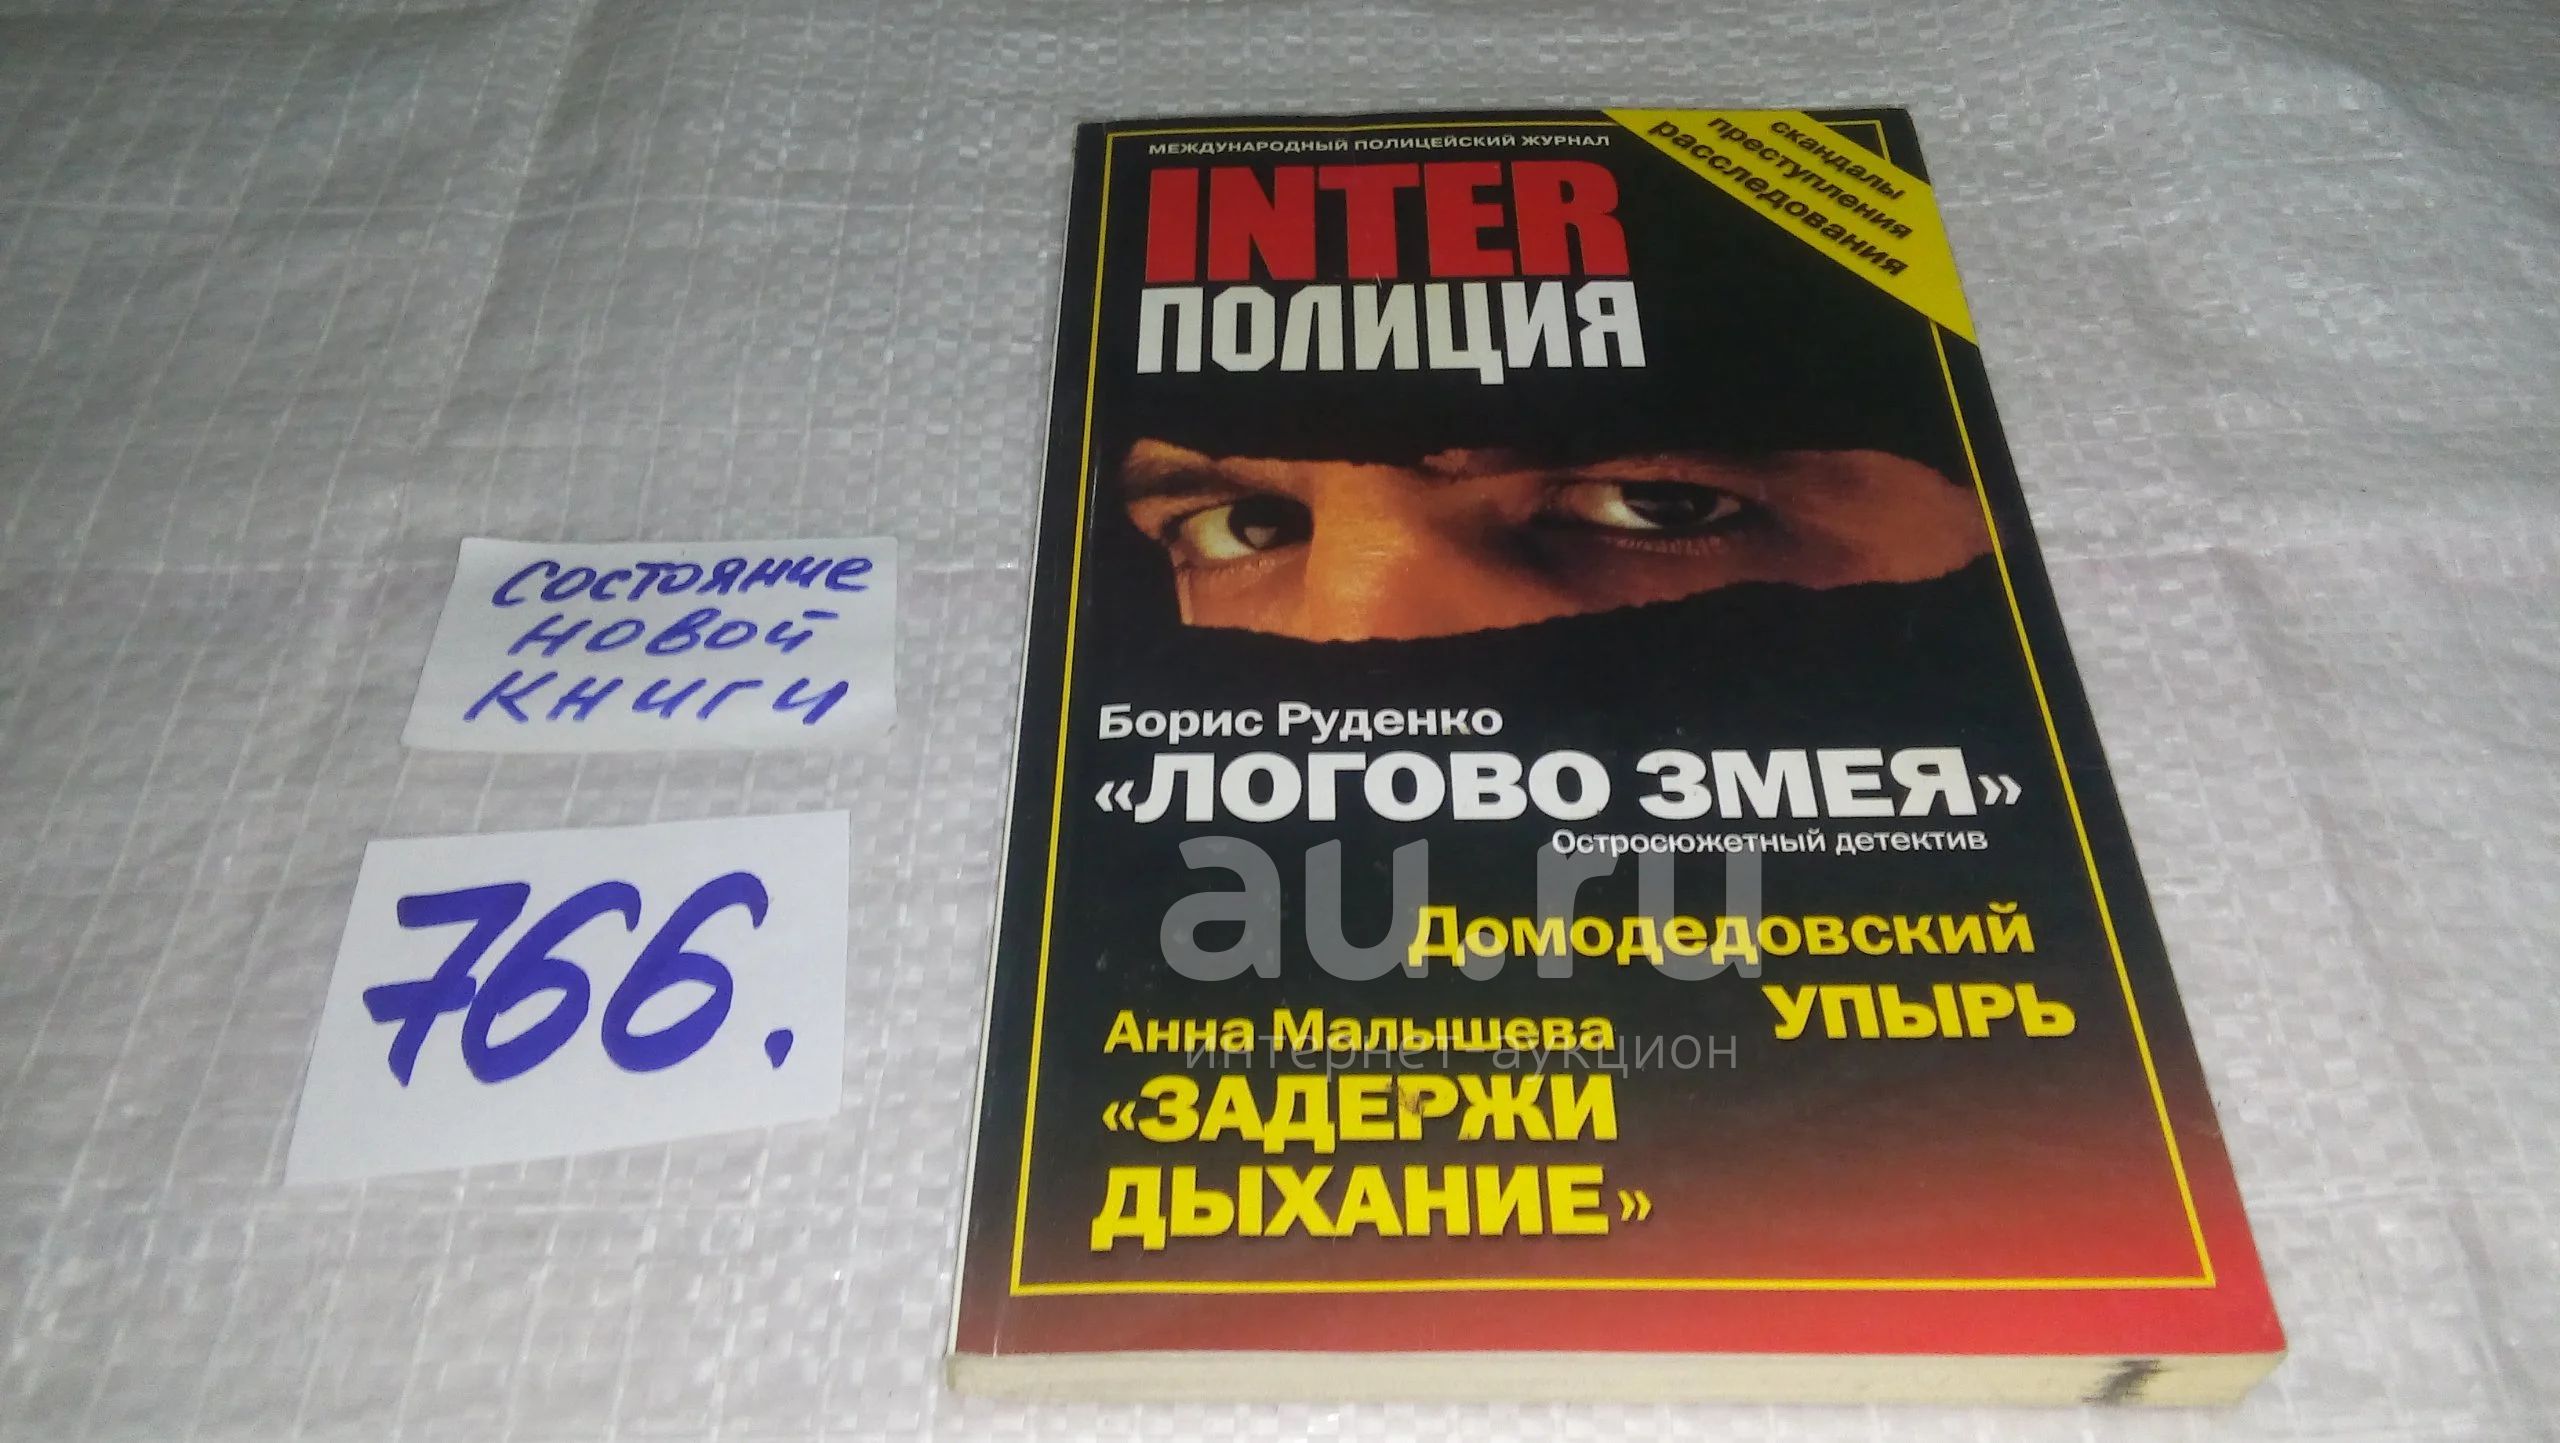 состояние
новой
книги
766.
МЕЖДУНАРОДНЫЙ ПОЛИЦЕЙСКИЙ ЖУРНАЛ
INTER
ПОЛИЦИЯ
скандалы
преступления
расследования
Борис Руденко
«ЛОГОВО ЗМЕЯ»
Остросюжетный детектив
Домодедовский
УПЫРЬ
Анна Малышева
«ЗАДЕРЖИ
ДЫХАНИЕ»
au.ru
интернет-аукцион